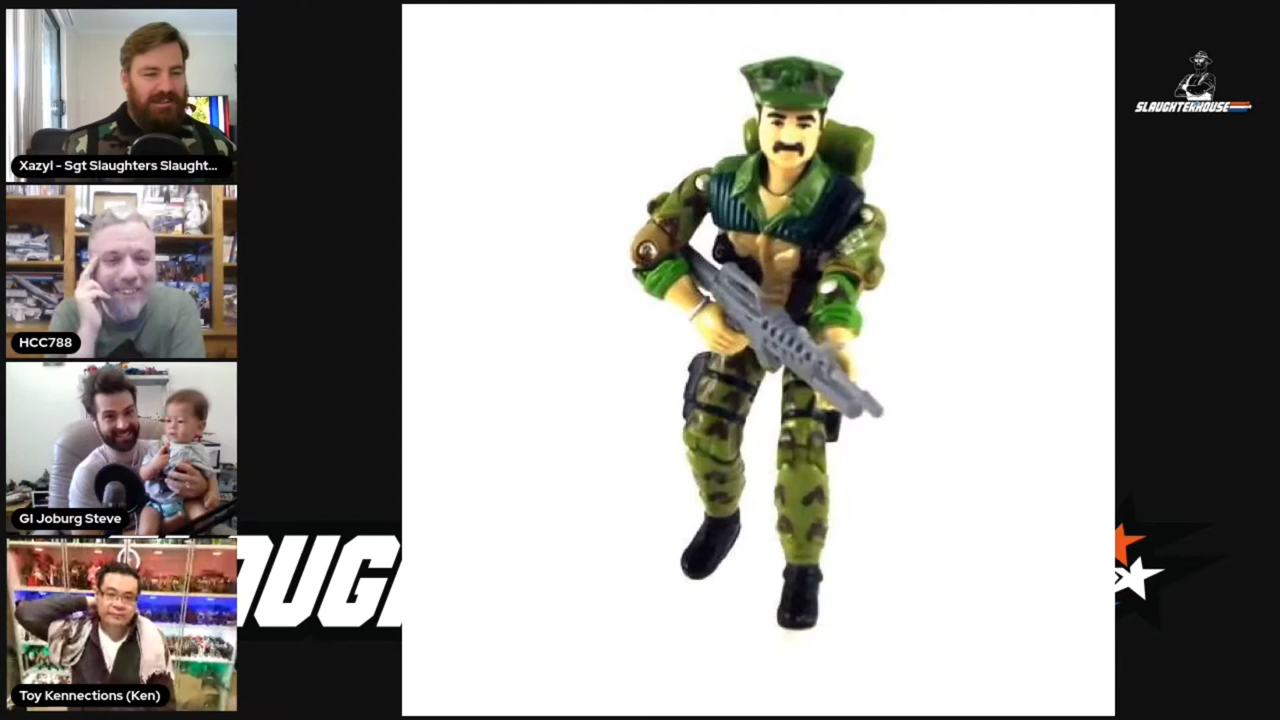 Xazyl - Sgt Slaughters Slaught...
HCC788
GI Joburg Steve
Toy Kennections (Ken)
SLAUGHTERHOUSE